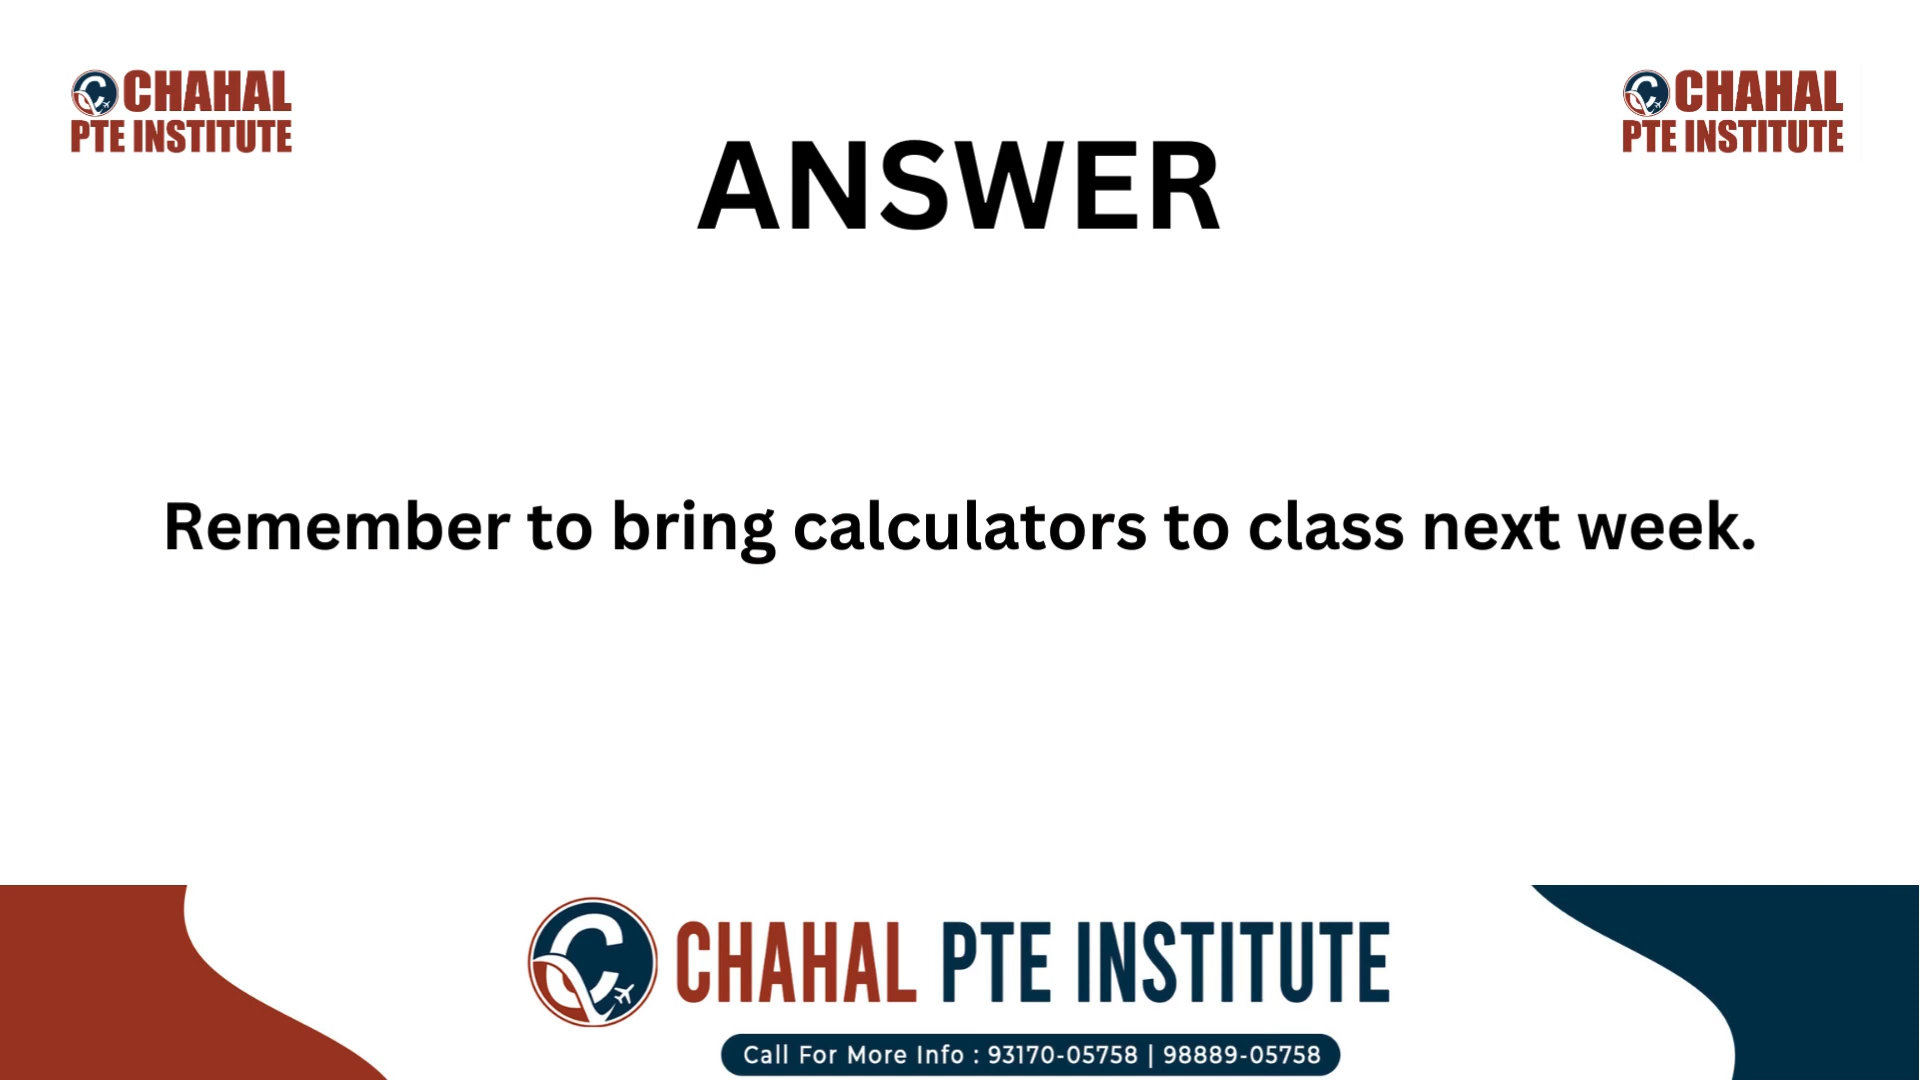 CHAHAL
PTE INSTITUTE
CHAHAL
PTE INSTITUTE
ANSWER
Remember to bring calculators to class next week.
CHAHAL PTE INSTITUTE
Call For More Info : 93170-05758 | 98889-05758